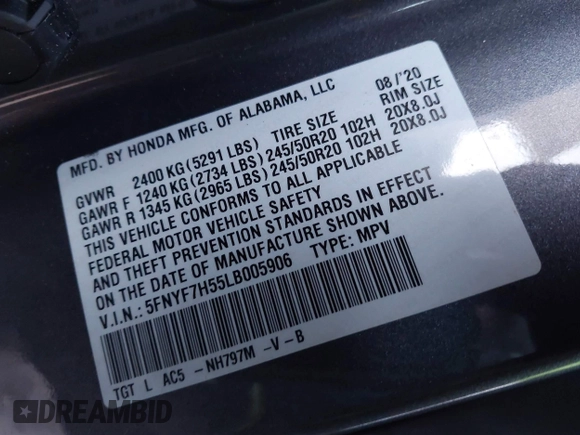 MFD. BY HONDA MFG. OF ALABAMA, LLC 08/'20
GVWR 2400 KG (5291 LBS) TIRE SIZE RIM SIZE
GAWR F 1240 KG (2734 LBS) 245/50R20 102H 20X8.0J
GAWR R 1345 KG (2965 LBS) 245/50R20 102H 20X8.0J
THIS VEHICLE CONFORMS TO ALL APPLICABLE
FEDERAL MOTOR VEHICLE SAFETY
AND THEFT PREVENTION STANDARDS IN EFFECT
ON THE DATE OF MANUFACTURE SHOWN ABOVE.
V.I.N.: 5FNYF7H55LB005906 TYPE: MPV
TGT L AC5 -NH797M -V-B
DREAMBID